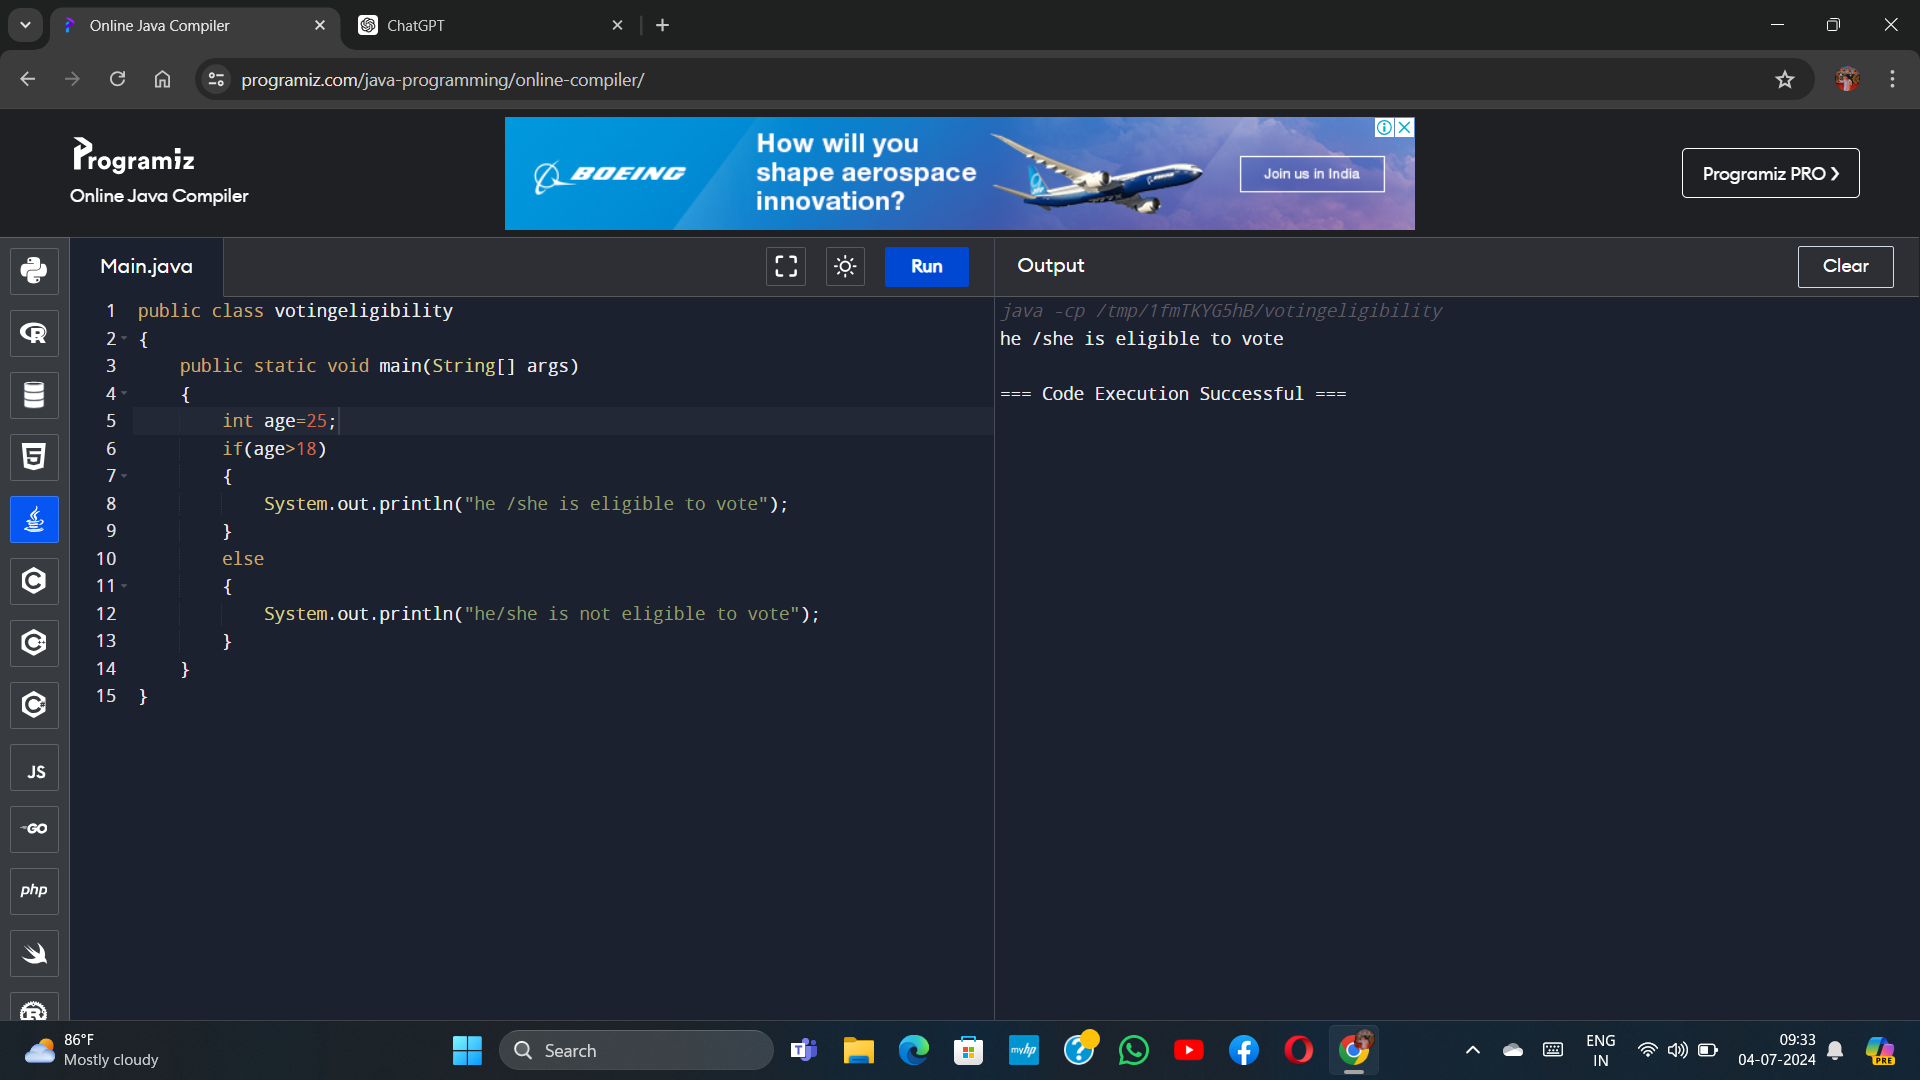 Online Java Compiler
ChatGPT
programiz.com/java-programming/online-compiler/
Programiz
Online Java Compiler
BOEING
How will you
shape aerospace
innovation?
Join us in India
Programiz PRO ❯
Main.java
Run
Output
Clear
1 public class votingeligibility
2 {
3     public static void main(String[] args)
4     {
5         int age=25;
6         if(age>18)
7         {
8             System.out.println("he /she is eligible to vote");
9         }
10         else
11         {
12             System.out.println("he/she is not eligible to vote");
13         }
14     }
15 }
java -cp /tmp/1fmTKYG5hB/votingeligibility
he /she is eligible to vote
=== Code Execution Successful ===
R
5
C
C
C
JS
GO
php
R
86°F
Mostly cloudy
Search
myhp
ENG
IN
09:33
04-07-2024
PRE